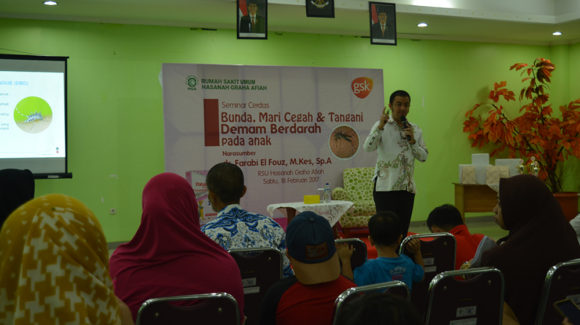 RUMAH SAKIT UMUM
HASANAH GRAHA AFIAH
gsk
Seminar Cerdas
Bunda, Mari Cegah & Tangani
Demam Berdarah
pada anak
Narasumber
dr. Farabi El Fouz, M.Kes, Sp.A
RSU Hasanah Graha Afiah
Sabtu, 18 Februari 2017